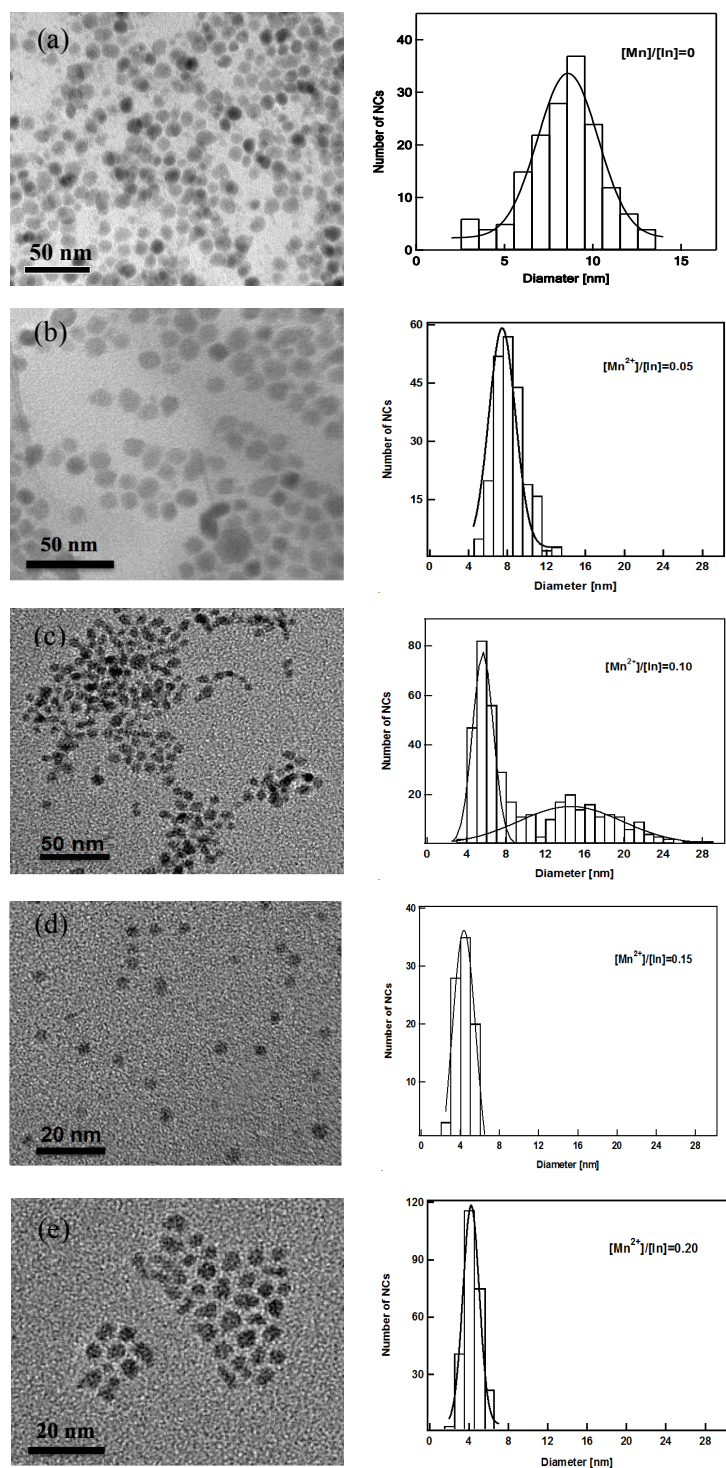 (a)
50 nm
40
30
20
10
0
Number of NCs
[Mn]/[In]=0
0
5
10
15
Diamater [nm]
(b)
50 nm
60
45
30
15
Number of NCs
[Mn²⁺]/[In]=0.05
0
4
8
12
16
20
24
28
Diameter [nm]
(c)
50 nm
80
60
40
20
Number of NCs
[Mn²⁺]/[In]=0.10
0
4
8
12
16
20
24
28
Diameter [nm]
(d)
20 nm
40
30
20
10
Number of NCs
[Mn²⁺]/[In]=0.15
0
4
8
12
16
20
24
28
Diameter [nm]
(e)
20 nm
120
90
60
30
Number of NCs
[Mn²⁺]/[In]=0.20
0
4
8
12
16
20
24
28
Diameter [nm]